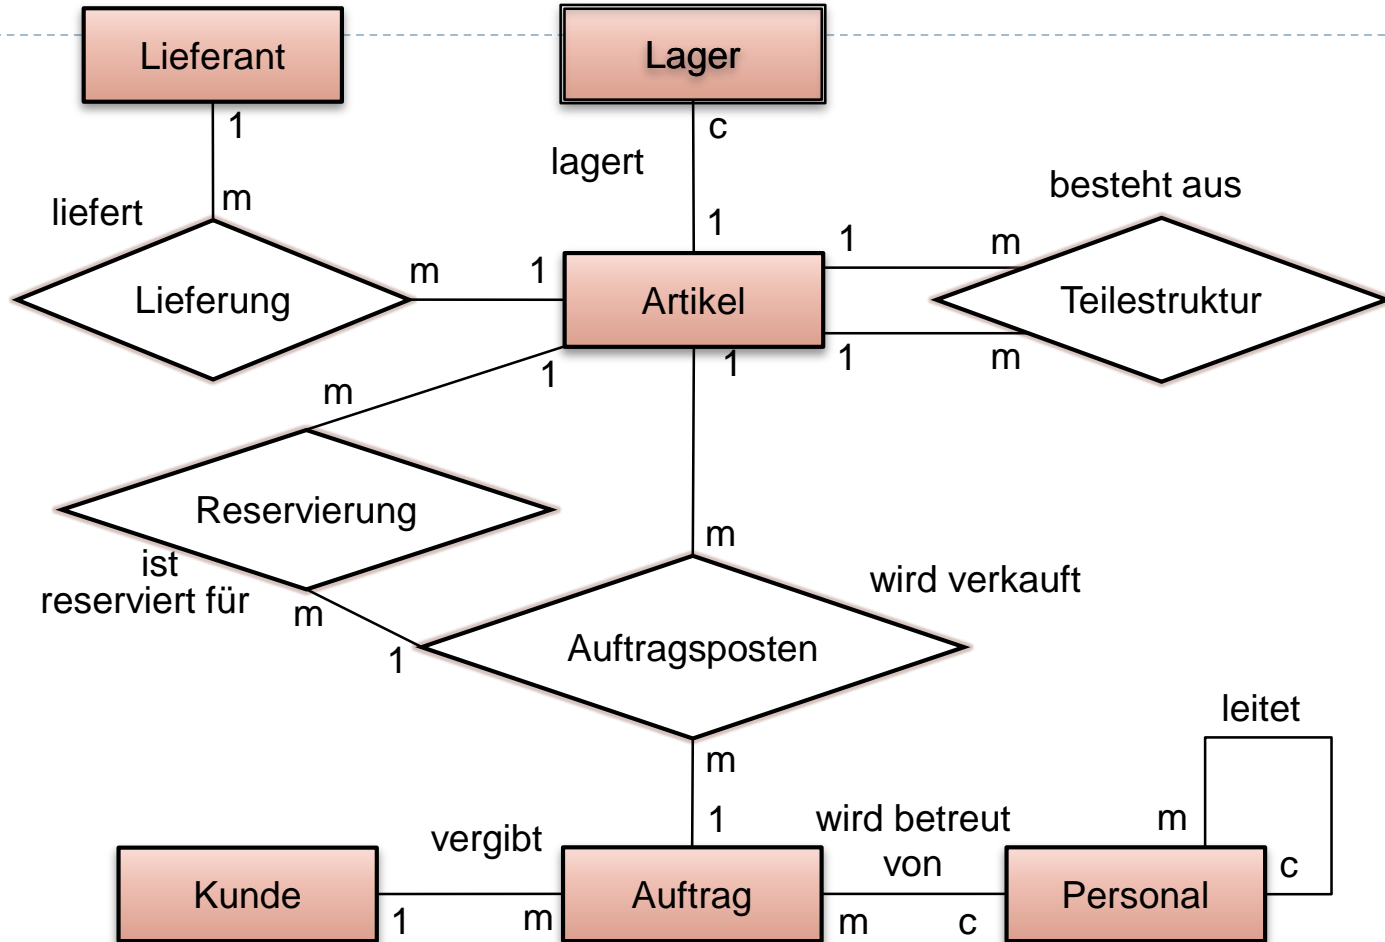 Lieferant
Lager
1
c
lagert
besteht aus
liefert
m
1
1
m
m
1
Lieferung
Artikel
Teilestruktur
1
1
1
m
m
Reservierung
m
ist
reserviert für
wird verkauft
m
1
Auftragsposten
leitet
m
1
wird betreut
von
m
vergibt
c
Kunde
Auftrag
Personal
1
m
m
c